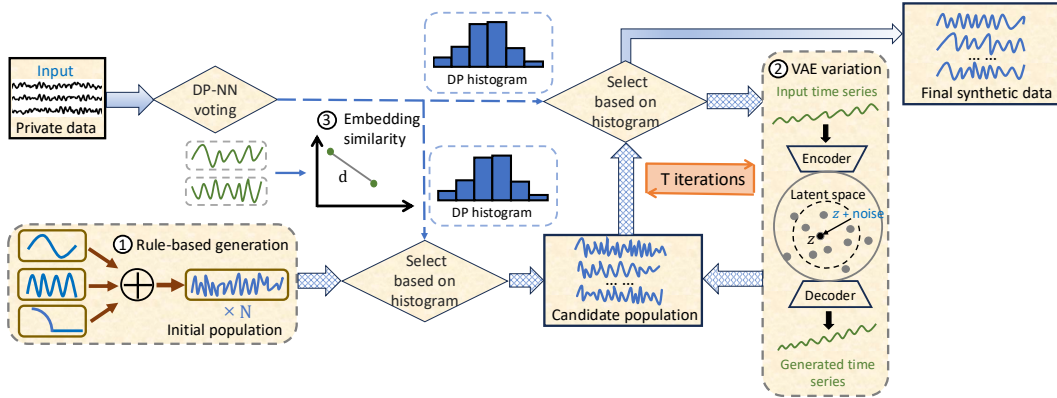 Input
Private data
DP-NN
voting
DP histogram
Select
based on
histogram
... ...
Final synthetic data
② VAE variation
Input time series
Encoder
Latent space
z + noise
z
Decoder
Generated time
series
③ Embedding
similarity
d
DP histogram
T iterations
① Rule-based generation
× N
Initial population
Select
based on
histogram
... ...
Candidate population